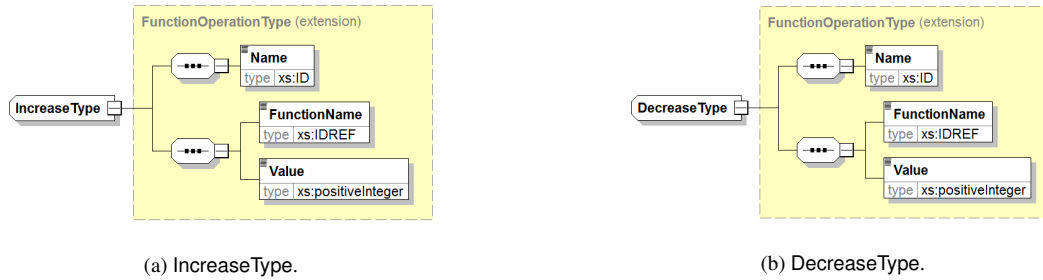 FunctionOperationType (extension)
Name
type xs:ID
IncreaseType
FunctionName
type xs:IDREF
Value
type xs:positiveInteger
(a) IncreaseType.
FunctionOperationType (extension)
Name
type xs:ID
DecreaseType
FunctionName
type xs:IDREF
Value
type xs:positiveInteger
(b) DecreaseType.